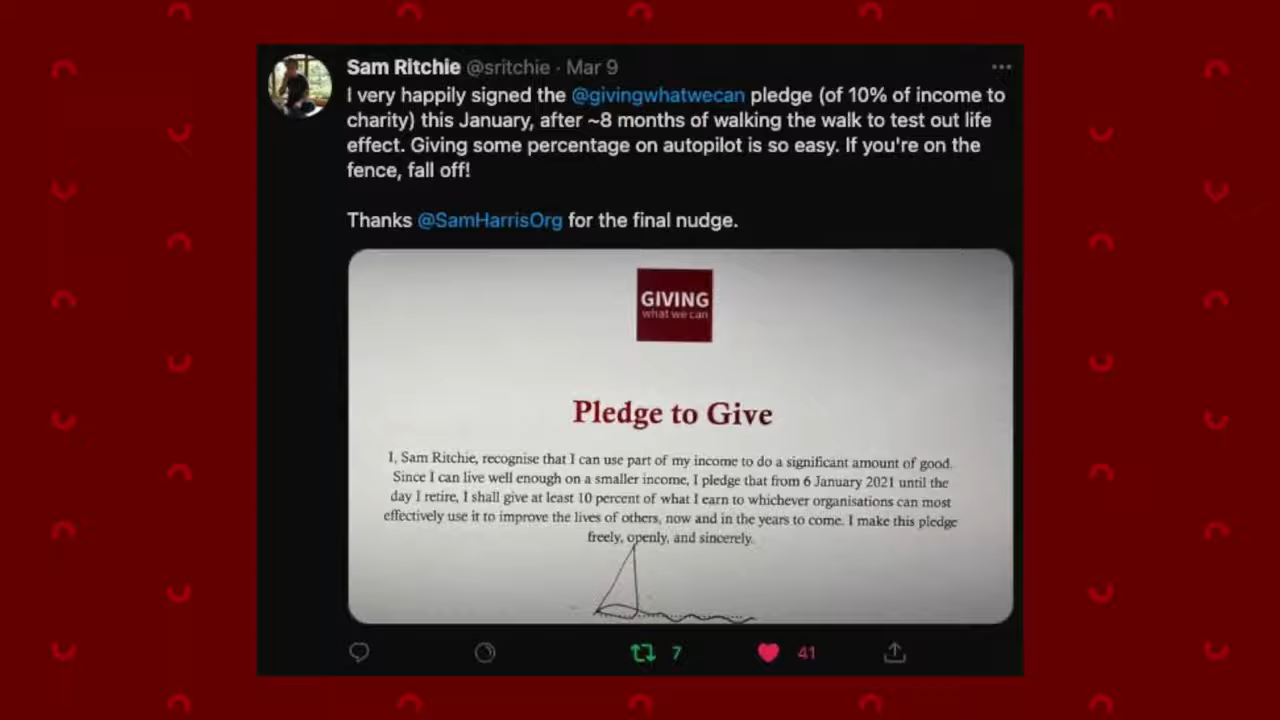 Sam Ritchie @sritchie · Mar 9
I very happily signed the @givingwhatwecan pledge (of 10% of income to
charity) this January, after ~8 months of walking the walk to test out life
effect. Giving some percentage on autopilot is so easy. If you're on the
fence, fall off!
Thanks @SamHarrisOrg for the final nudge.
GIVING
what we can
Pledge to Give
I, Sam Ritchie, recognise that I can use part of my income to do a significant amount of good.
Since I can live well enough on a smaller income, I pledge that from 6 January 2021 until the
day I retire, I shall give at least 10 percent of what I earn to whichever organisations can most
effectively use it to improve the lives of others, now and in the years to come. I make this pledge
freely, openly, and sincerely.
7 41